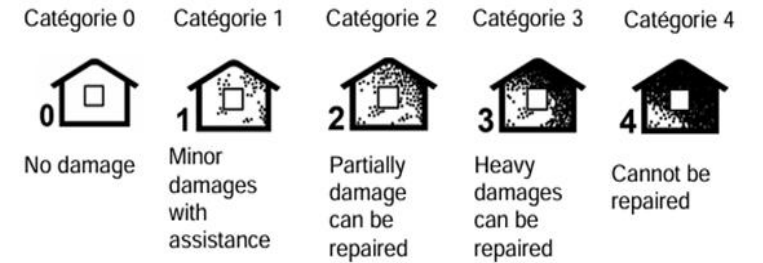 Catégorie 0 Catégorie 1 Catégorie 2 Catégorie 3 Catégorie 4
0 1 2 3 4
No damage
Minor
damages
with
assistance
Partially
damage
can be
repaired
Heavy
damages
can be
repaired
Cannot be
repaired